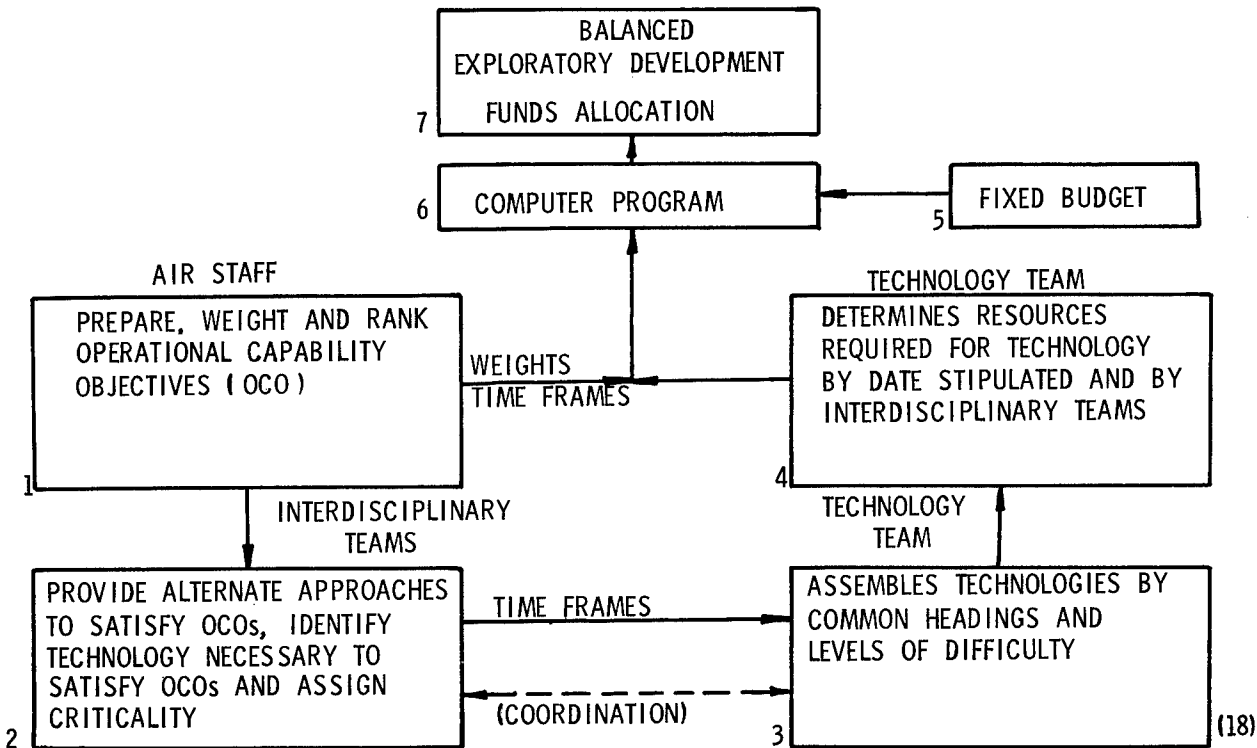 BALANCED
EXPLORATORY DEVELOPMENT
FUNDS ALLOCATION
7
COMPUTER PROGRAM
6
FIXED BUDGET
5
AIR STAFF
PREPARE, WEIGHT AND RANK
OPERATIONAL CAPABILITY
OBJECTIVES (OCO)
1
WEIGHTS
TIME FRAMES
TECHNOLOGY TEAM
DETERMINES RESOURCES
REQUIRED FOR TECHNOLOGY
BY DATE STIPULATED AND BY
INTERDISCIPLINARY TEAMS
4
INTERDISCIPLINARY
TEAMS
TECHNOLOGY
TEAM
PROVIDE ALTERNATE APPROACHES
TO SATISFY OCOs, IDENTIFY
TECHNOLOGY NECESSARY TO
SATISFY OCOs AND ASSIGN
CRITICALITY
2
TIME FRAMES
(COORDINATION)
ASSEMBLES TECHNOLOGIES BY
COMMON HEADINGS AND
LEVELS OF DIFFICULTY
3
(18)